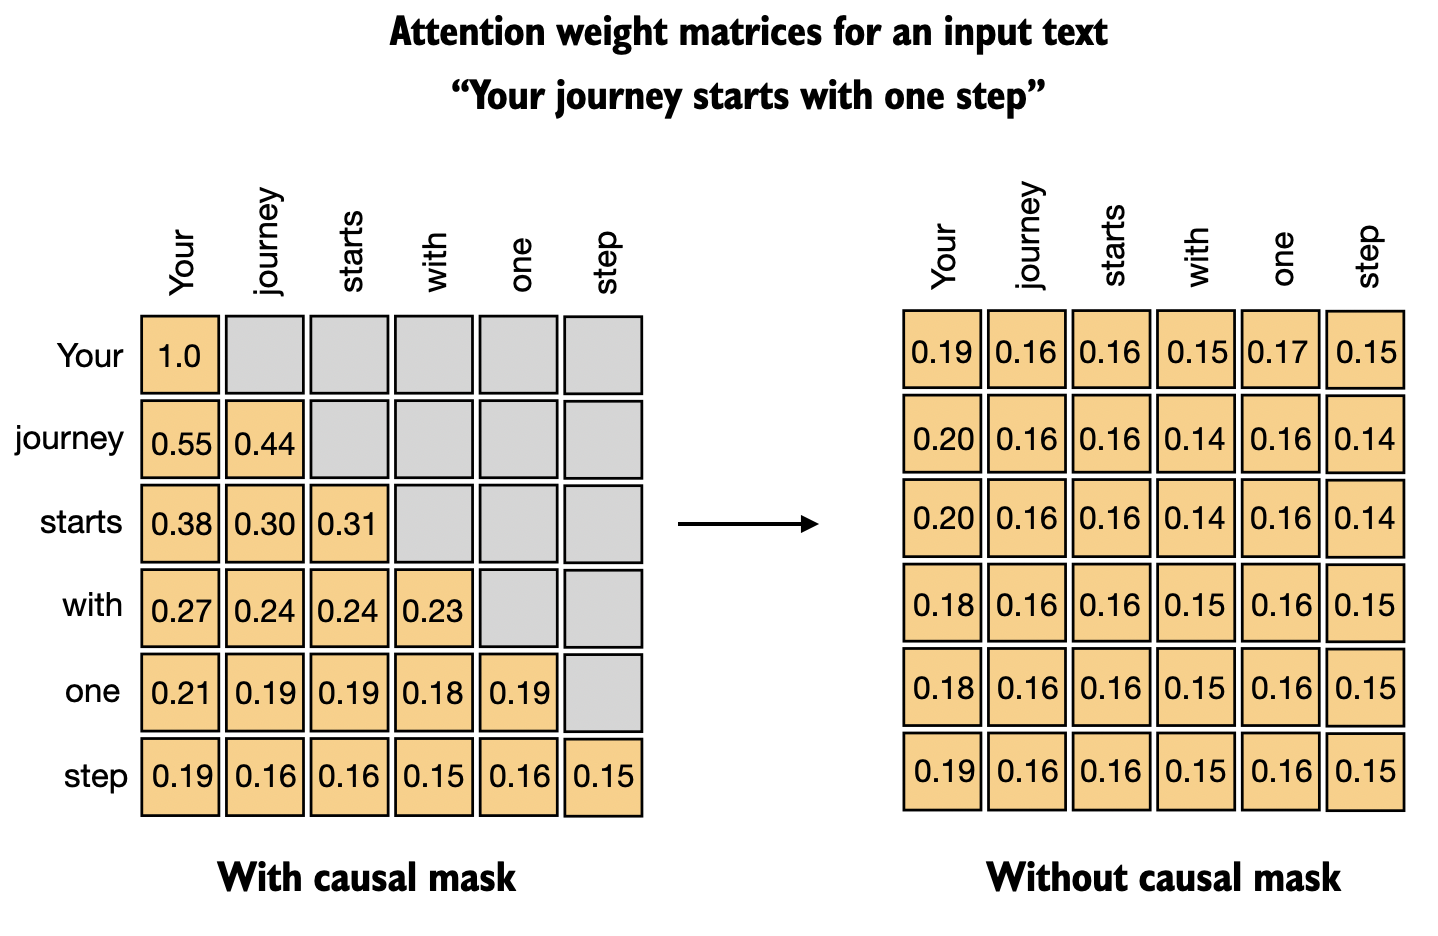 Attention weight matrices for an input text
“Your journey starts with one step”
Your journey starts with one step
Your 1.0
journey 0.55 0.44
starts 0.38 0.30 0.31
with 0.27 0.24 0.24 0.23
one 0.21 0.19 0.19 0.18 0.19
step 0.19 0.16 0.16 0.15 0.16 0.15
With causal mask
Your journey starts with one step
0.19 0.16 0.16 0.15 0.17 0.15
0.20 0.16 0.16 0.14 0.16 0.14
0.20 0.16 0.16 0.14 0.16 0.14
0.18 0.16 0.16 0.15 0.16 0.15
0.18 0.16 0.16 0.15 0.16 0.15
0.19 0.16 0.16 0.15 0.16 0.15
Without causal mask